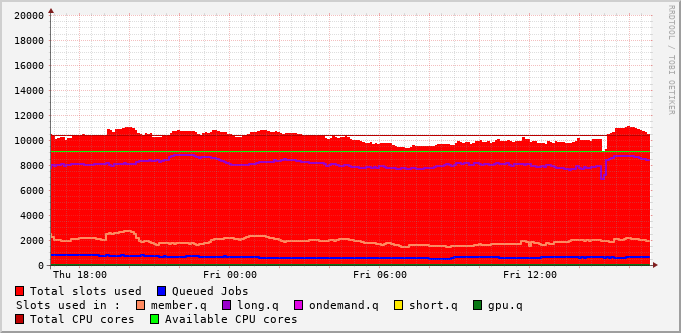 20000
18000
16000
14000
12000
10000
8000
6000
4000
2000
0
Thu 18:00 Fri 00:00 Fri 06:00 Fri 12:00
RRDTOOL / TOBI OETIKER
Total slots used Queued Jobs
Slots used in : member.q long.q ondemand.q short.q gpu.q
Total CPU cores Available CPU cores